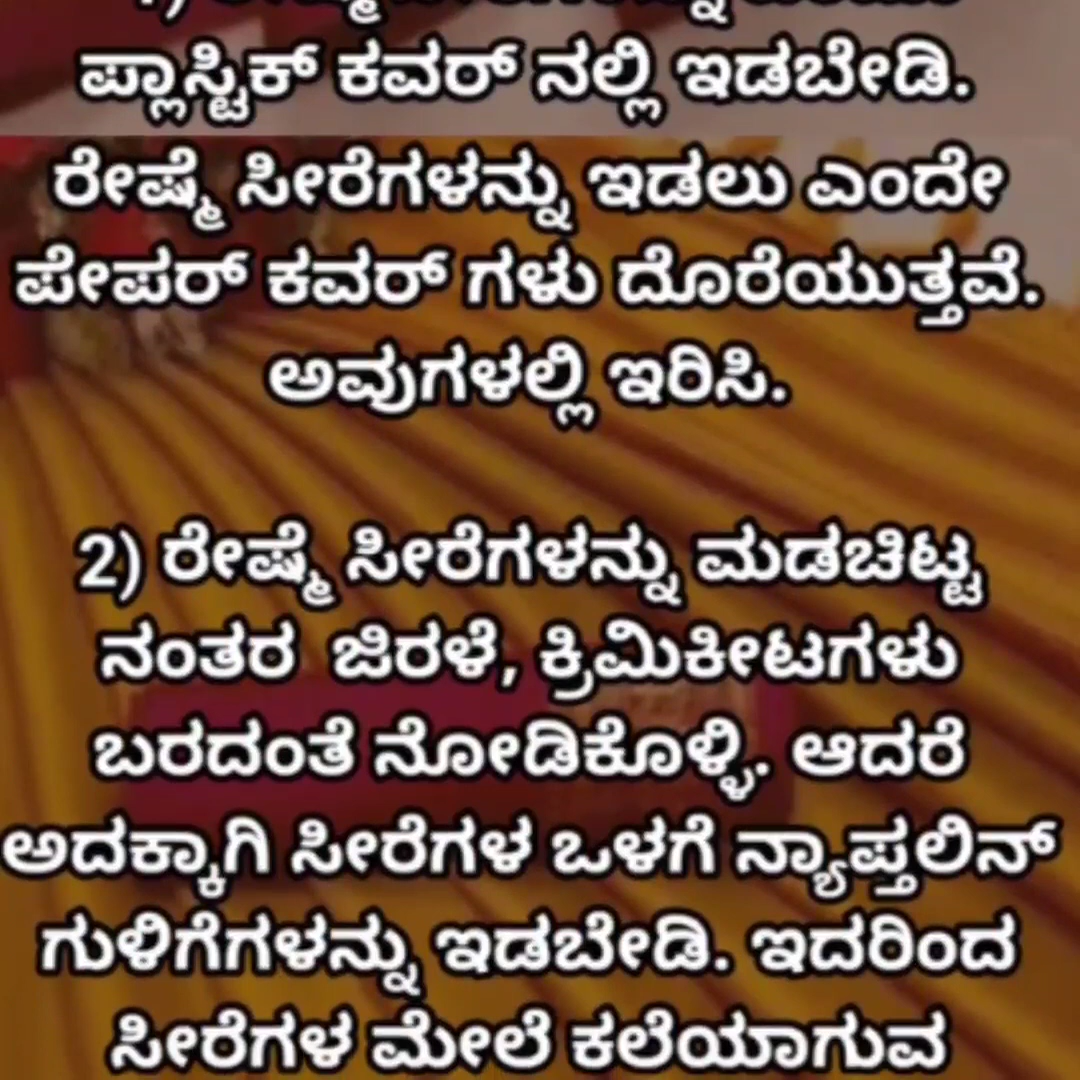 ಪ್ಲಾಸ್ಟಿಕ್ ಕವರ್ ನಲ್ಲಿ ಇಡಬೇಡಿ.
ರೇಷ್ಮೆ ಸೀರೆಗಳನ್ನು ಇಡಲು ಎಂದೇ
ಪೇಪರ್ ಕವರ್ ಗಳು ದೊರೆಯುತ್ತವೆ.
ಅವುಗಳಲ್ಲಿ ಇರಿಸಿ.
2) ರೇಷ್ಮೆ ಸೀರೆಗಳನ್ನು ಮಡಚಿಟ್ಟ
ನಂತರ ಜಿರಳೆ, ಕ್ರಿಮಿಕೀಟಗಳು
ಬರದಂತೆ ನೋಡಿಕೊಳ್ಳಿ. ಆದರೆ
ಅದಕ್ಕಾಗಿ ಸೀರೆಗಳ ಒಳಗೆ ನ್ಯಾಪ್ತಲಿನ್
ಗುಳಿಗೆಗಳನ್ನು ಇಡಬೇಡಿ. ಇದರಿಂದ
ಸೀರೆಗಳ ಮೇಲೆ ಕಲೆಯಾಗುವ